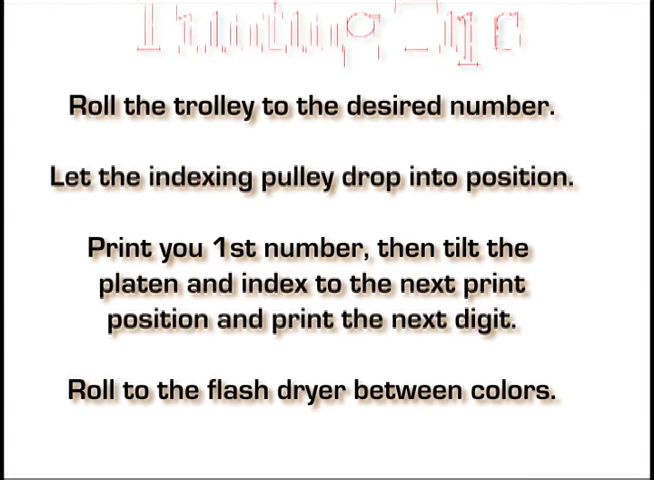 Roll the trolley to the desired number.
Let the indexing pulley drop into position.
Print you 1st number, then tilt the
platen and index to the next print
position and print the next digit.
Roll to the flash dryer between colors.